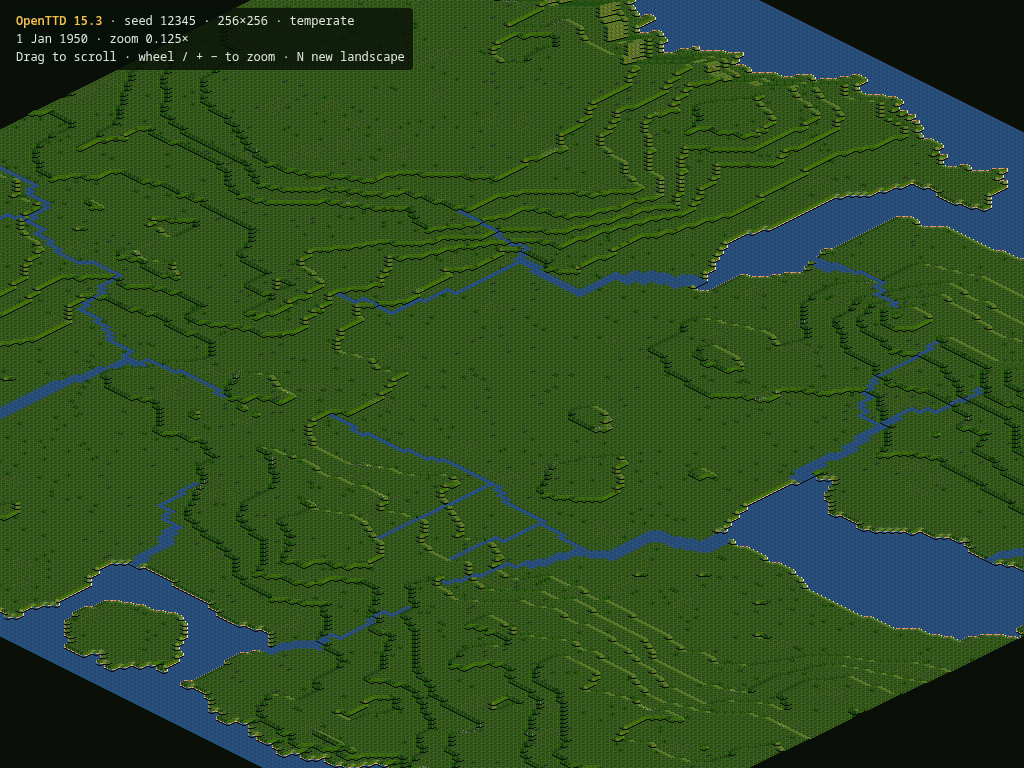 OpenTTD 15.3 · seed 12345 · 256×256 · temperate
1 Jan 1950 · zoom 0.125×
Drag to scroll · wheel / + − to zoom · N new landscape